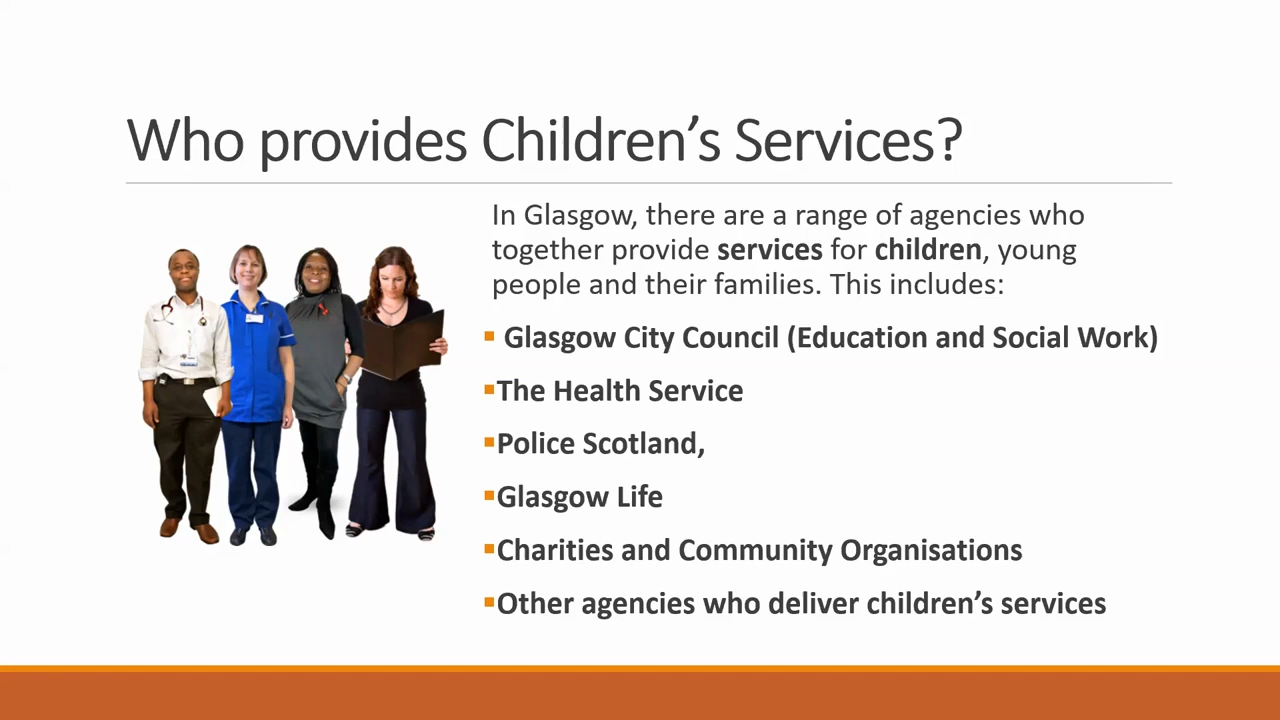 Who provides Children’s Services?
In Glasgow, there are a range of agencies who
together provide services for children, young
people and their families. This includes:
▪ Glasgow City Council (Education and Social Work)
▪The Health Service
▪Police Scotland,
▪Glasgow Life
▪Charities and Community Organisations
▪Other agencies who deliver children’s services